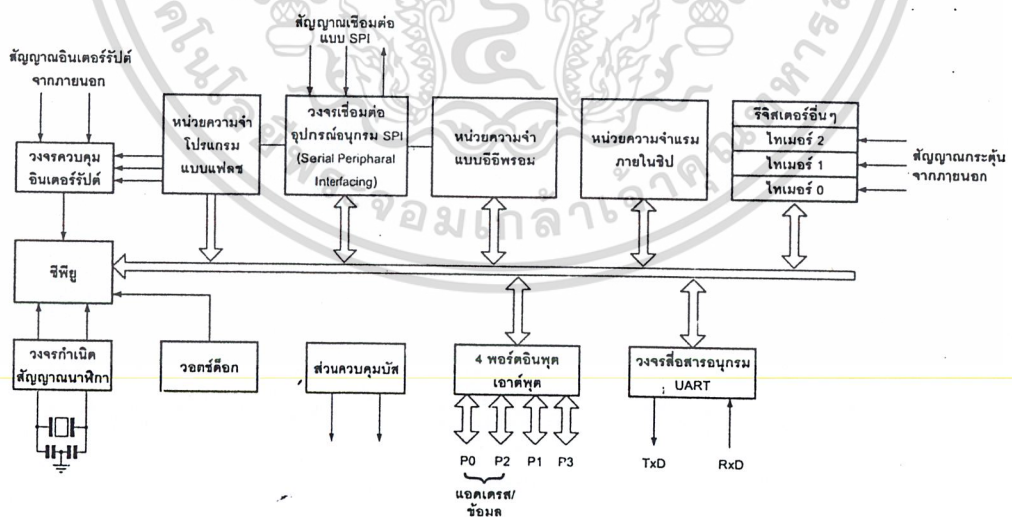 สัญญาณเชื่อมต่อ
แบบ SPI
สัญญาณอินเตอร์รัปต์
จากภายนอก
หน่วยความจำ
โปรแกรม
แบบแฟลช
วงจรเชื่อมต่อ
อุปกรณ์อนุกรม SPI
(Serial Peripharal
Interfacing)
หน่วยความจำ
แบบอีอีพรอม
หน่วยความจำแรม
ภายในชิป
รีจิสเตอร์อื่นๆ
ไทเมอร์ 2
ไทเมอร์ 1
ไทเมอร์ 0
สัญญาณกระตุ้น
จากภายนอก
วงจรควบคุม
อินเตอร์รัปต์
ซีพียู
วงจรกำเนิด
สัญญาณนาฬิกา
วอตช์ด็อก
ส่วนควบคุมบัส
4 พอร์ตอินพุต
เอาต์พุต
วงจรสื่อสารอนุกรม
UART
P0 P2 P1 P3
TxD RxD
แอดเดรส/
ข้อมูล